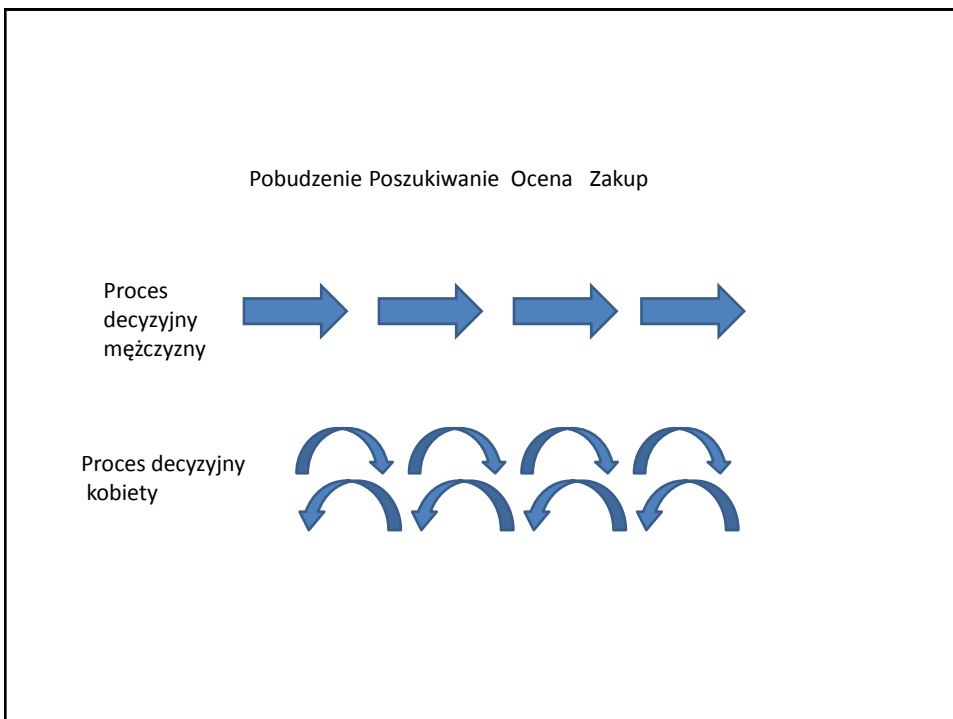 Pobudzenie Poszukiwanie Ocena Zakup
Proces
decyzyjny
mężczyzny
Proces decyzyjny
kobiety